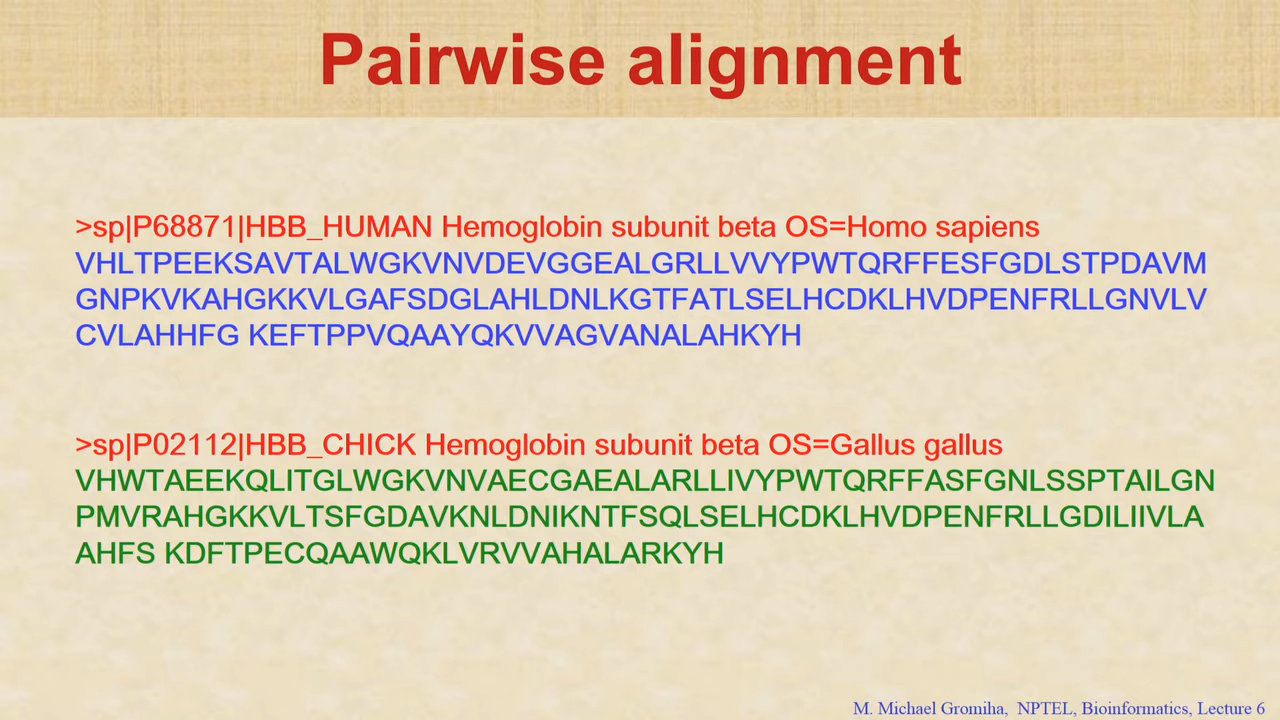 Pairwise alignment
>sp|P68871|HBB_HUMAN Hemoglobin subunit beta OS=Homo sapiens
VHLTPEEKSAVTALWGKVNVDEVGGEALGRLLVVYPWTQRFFESFGDLSTPDAVM
GNPKVKAHGKKVLGAFSDGLAHLDNLKGTFATLSELHCDKLHVDPENFRLLGNVLV
CVLAHHFG KEFTPPVQAAYQKVVAGVANALAHKYH
>sp|P02112|HBB_CHICK Hemoglobin subunit beta OS=Gallus gallus
VHWTAEEKQLITGLWGKVNVAECGAEALARLLIVYPWTQRFFASFGNLSSPTAILGN
PMVRAHGKKVLTSFGDAVKNLDNIKNTFSQLSELHCDKLHVDPENFRLLGDILIIVLA
AHFS KDFTPECQAAWQKLVRVVAHALARKYH
M. Michael Gromiha, NPTEL, Bioinformatics, Lecture 6